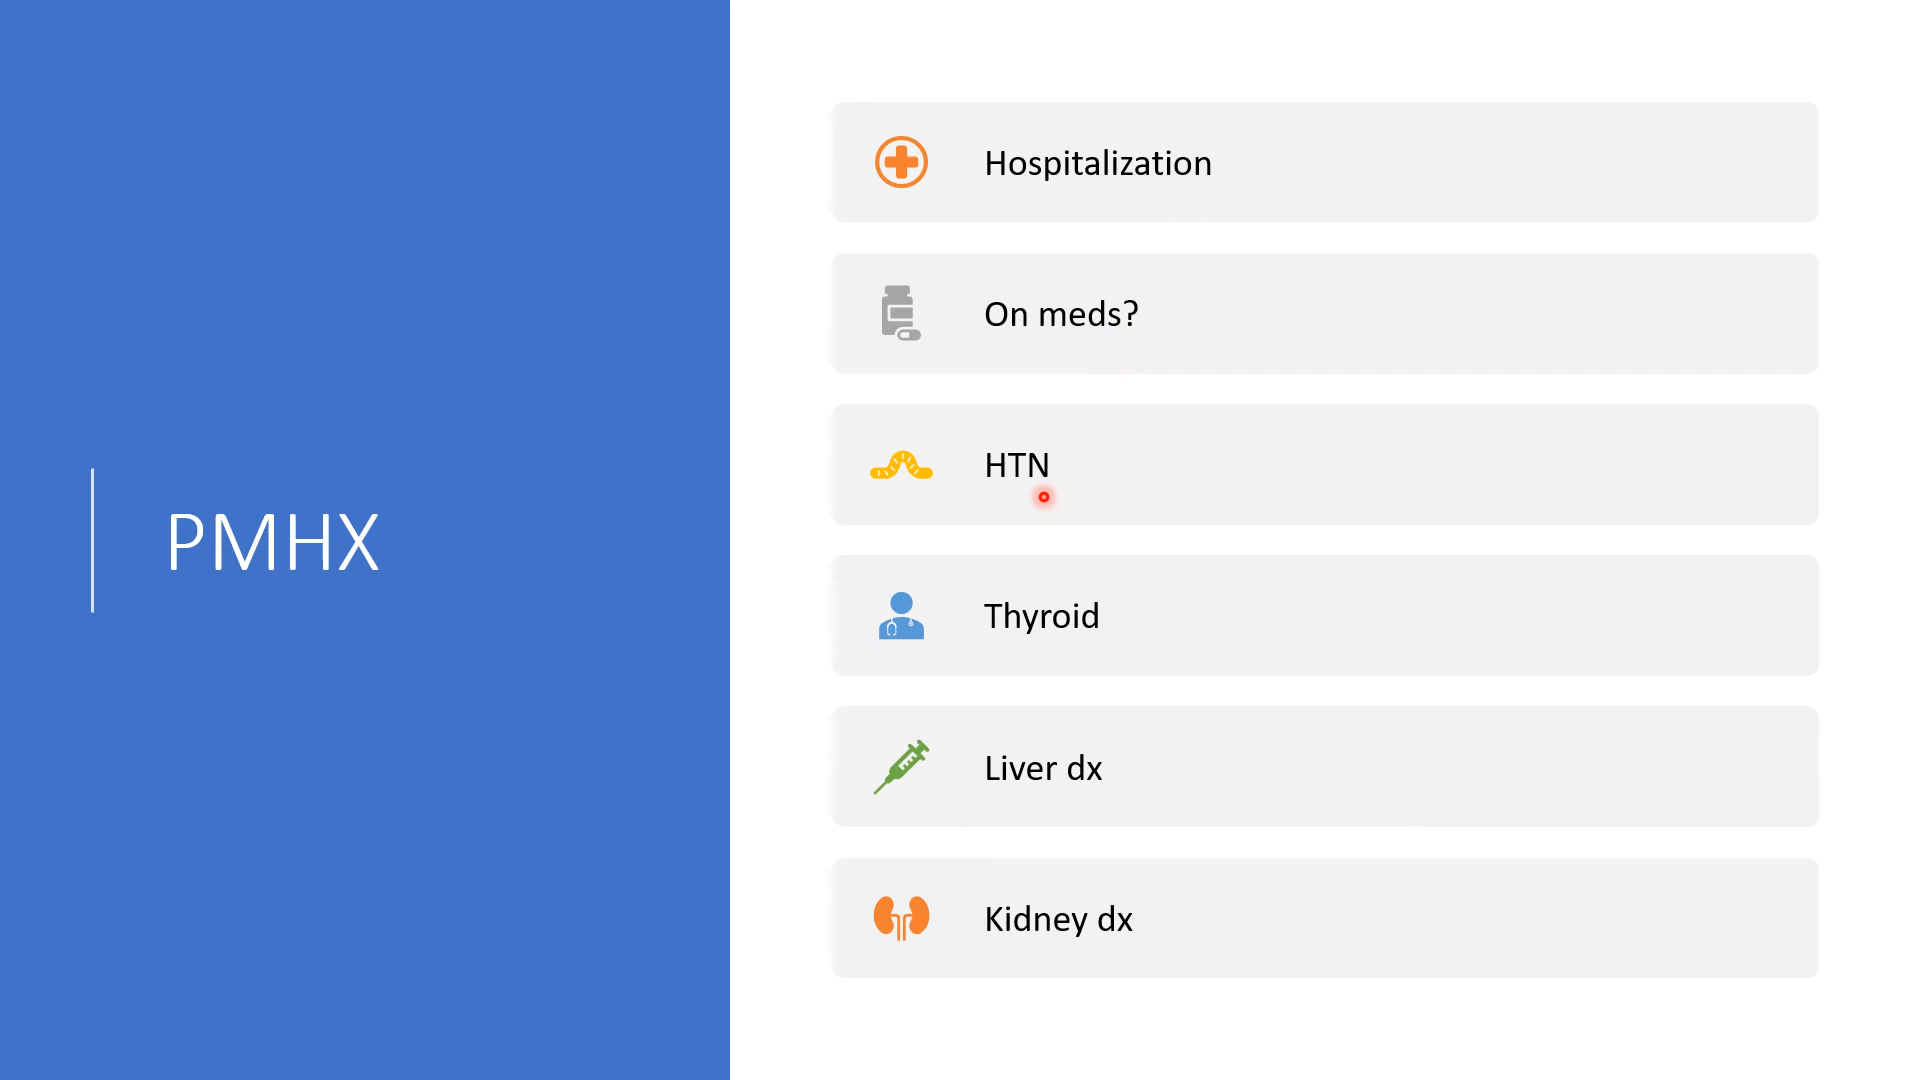 PMHX
Hospitalization
On meds?
HTN
Thyroid
Liver dx
Kidney dx